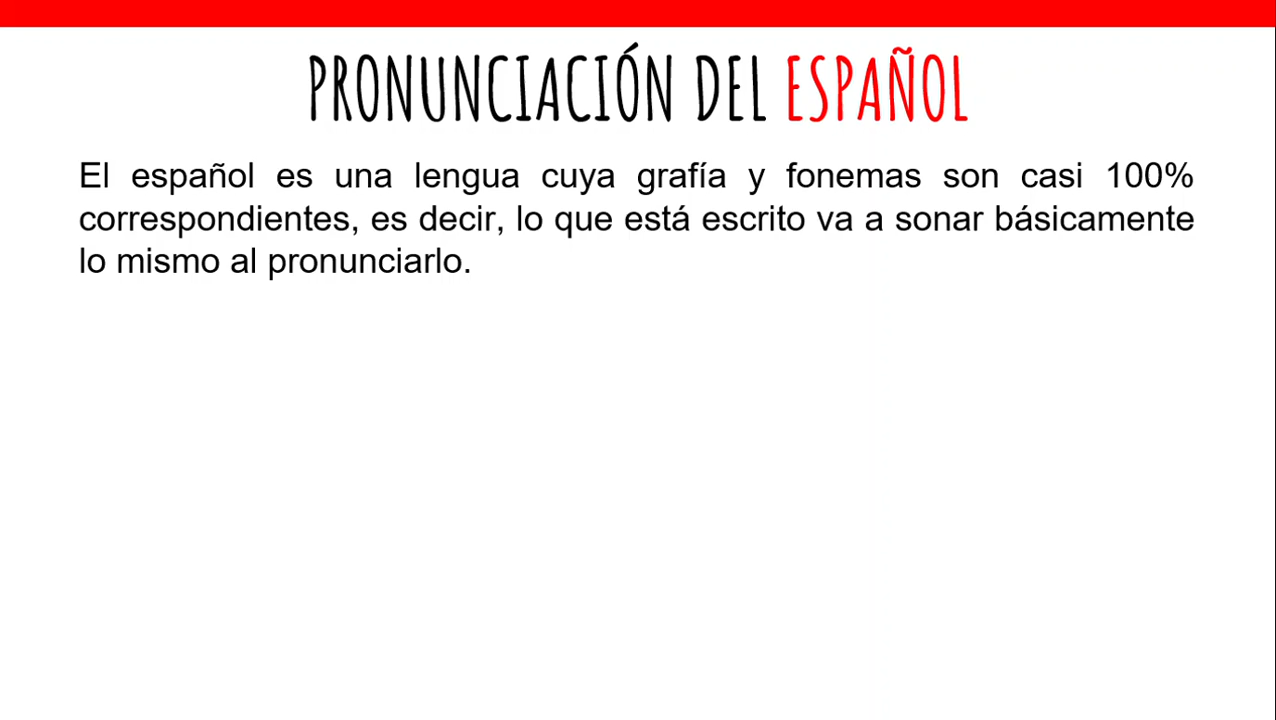 PRONUNCIACIÓN DEL ESPAÑOL
El español es una lengua cuya grafía y fonemas son casi 100%
correspondientes, es decir, lo que está escrito va a sonar básicamente
lo mismo al pronunciarlo.